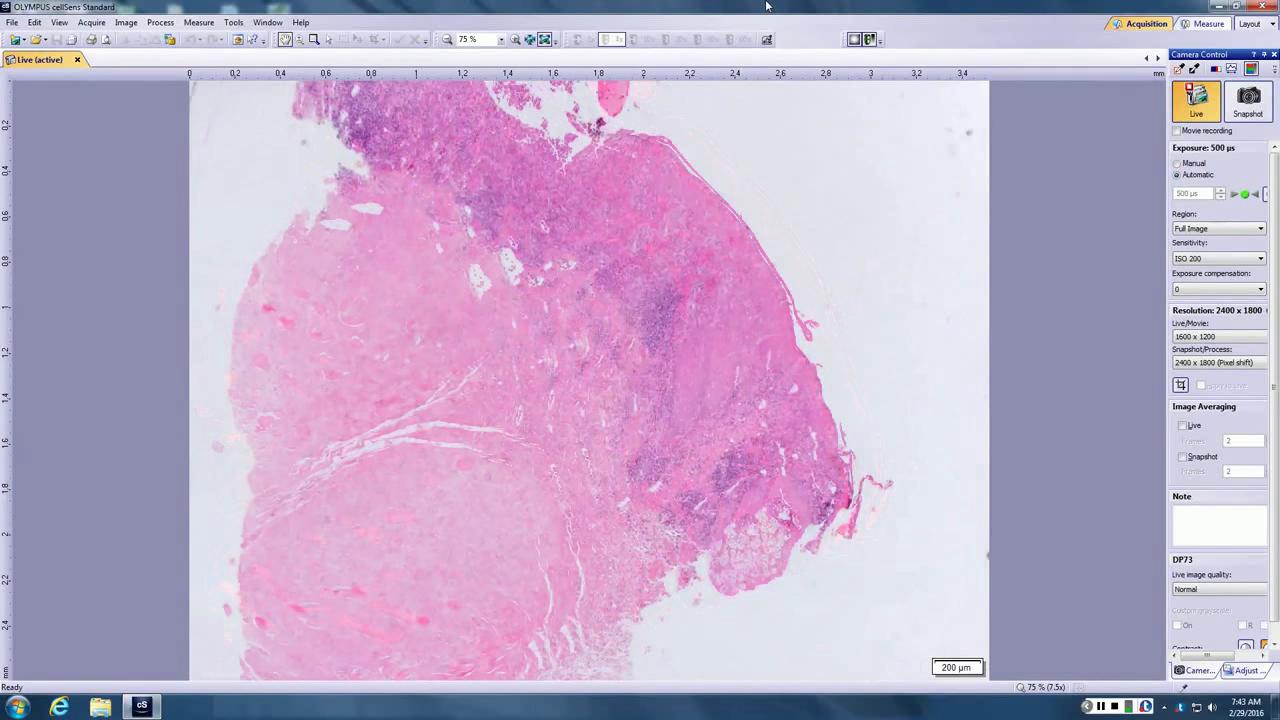 OLYMPUS cellSens Standard
File Edit View Acquire Image Process Measure Tools Window Help
Acquisition Measure Layout
75 %
Live (active)
Camera Control
0 0,2 0,4 0,6 0,8 1 1,2 1,4 1,6 1,8 2 2,2 2,4 2,6 2,8 3 3,2 3,4 mm
0,2
0,4
0,6
0,8
1
1,2
1,4
1,6
1,8
2
2,2
2,4
mm
200 µm
Live Snapshot
Movie recording
Exposure: 500 µs
Manual
Automatic
500 µs
Region:
Full Image
Sensitivity:
ISO 200
Exposure compensation:
0
Resolution: 2400 x 1800
Live/Movie:
1600 x 1200
Snapshot/Process:
2400 x 1800 (Pixel shift)
Image Averaging
Live
Frames 2
Snapshot
Frames 2
Note
DP73
Live image quality:
Normal
Custom grayscale:
On R
Contrast:
Camer... Adjust ...
Ready
75 % (7.5x)
cS
7:43 AM
2/29/2016